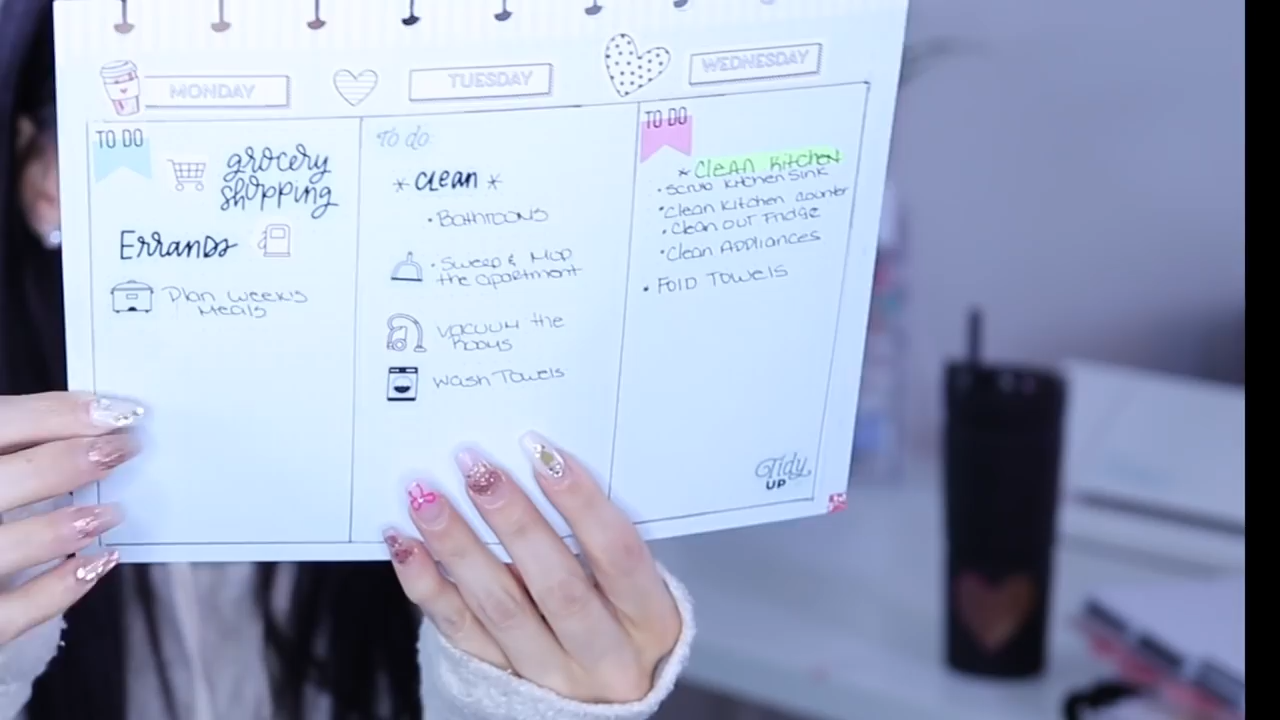 MONDAY
TO DO
grocery
shopping
Errands
Plan weekly
Meals
TUESDAY
To do
*Clean*
• Bathrooms
• Sweep & Mop
the apartment
Vacuum the
Rooms
Wash Towels
WEDNESDAY
TO DO
* Clean Kitchen
• Scrub Kitchen Sink
• Clean Kitchen Counter
• Clean out Fridge
• Clean Appliances
• Fold Towels
Tidy
UP